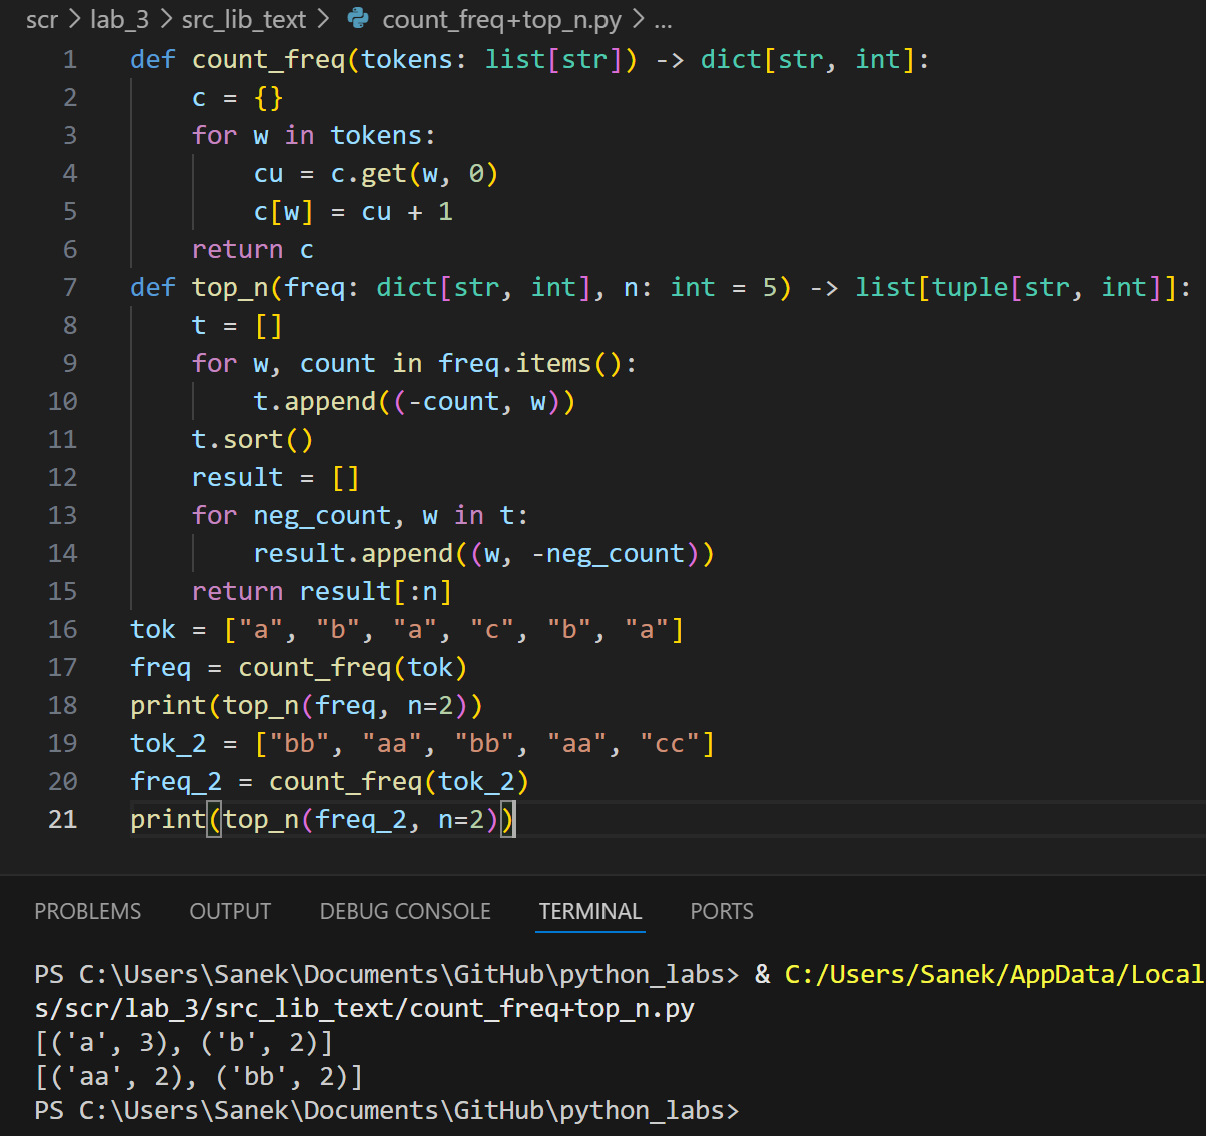 scr > lab_3 > src_lib_text > count_freq+top_n.py > ...
1 def count_freq(tokens: list[str]) -> dict[str, int]:
2     c = {}
3     for w in tokens:
4         cu = c.get(w, 0)
5         c[w] = cu + 1
6     return c
7 def top_n(freq: dict[str, int], n: int = 5) -> list[tuple[str, int]]:
8     t = []
9     for w, count in freq.items():
10         t.append((-count, w))
11     t.sort()
12     result = []
13     for neg_count, w in t:
14         result.append((w, -neg_count))
15     return result[:n]
16 tok = ["a", "b", "a", "c", "b", "a"]
17 freq = count_freq(tok)
18 print(top_n(freq, n=2))
19 tok_2 = ["bb", "aa", "bb", "aa", "cc"]
20 freq_2 = count_freq(tok_2)
21 print(top_n(freq_2, n=2))
PROBLEMS OUTPUT DEBUG CONSOLE TERMINAL PORTS
PS C:\Users\Sanek\Documents\GitHub\python_labs> & C:/Users/Sanek/AppData/Local
s/scr/lab_3/src_lib_text/count_freq+top_n.py
[('a', 3), ('b', 2)]
[('aa', 2), ('bb', 2)]
PS C:\Users\Sanek\Documents\GitHub\python_labs>